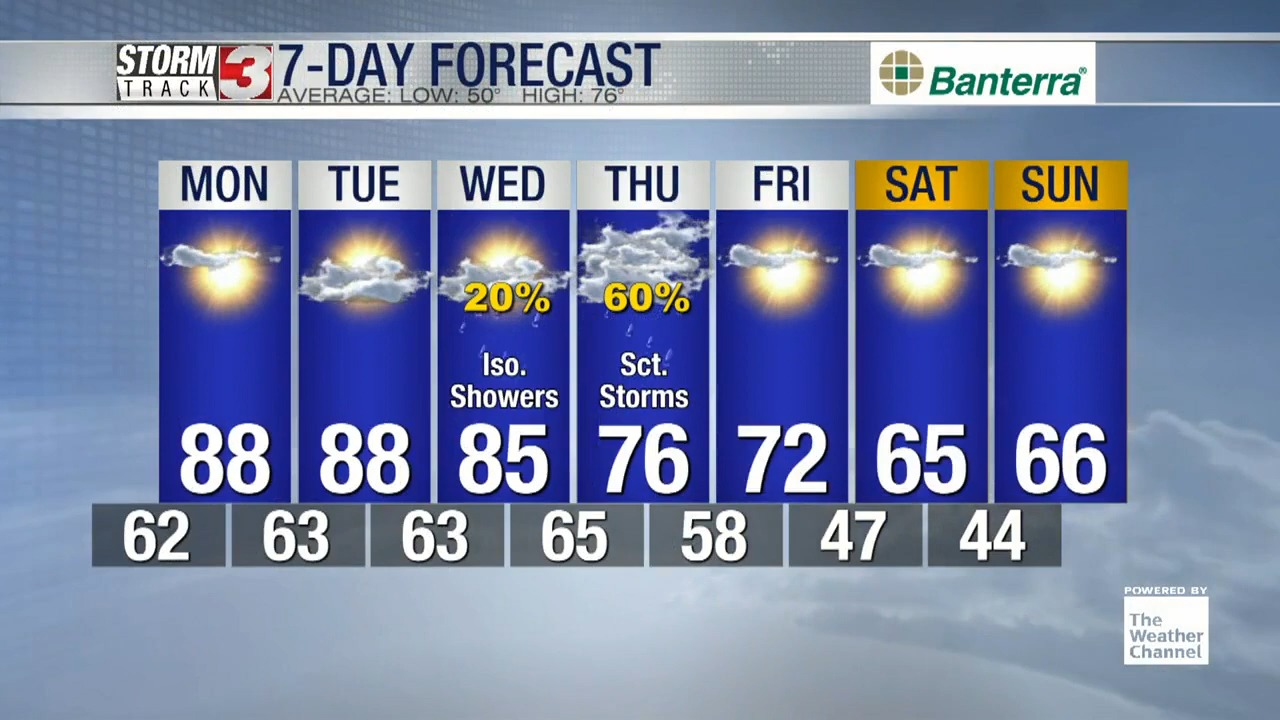 STORM
TRACK
3
7-DAY FORECAST
AVERAGE: LOW: 50° HIGH: 76°
Banterra®
MON TUE WED THU FRI SAT SUN
20% 60%
Iso. Sct.
Showers Storms
88 88 85 76 72 65 66
62 63 63 65 58 47 44
POWERED BY
The
Weather
Channel